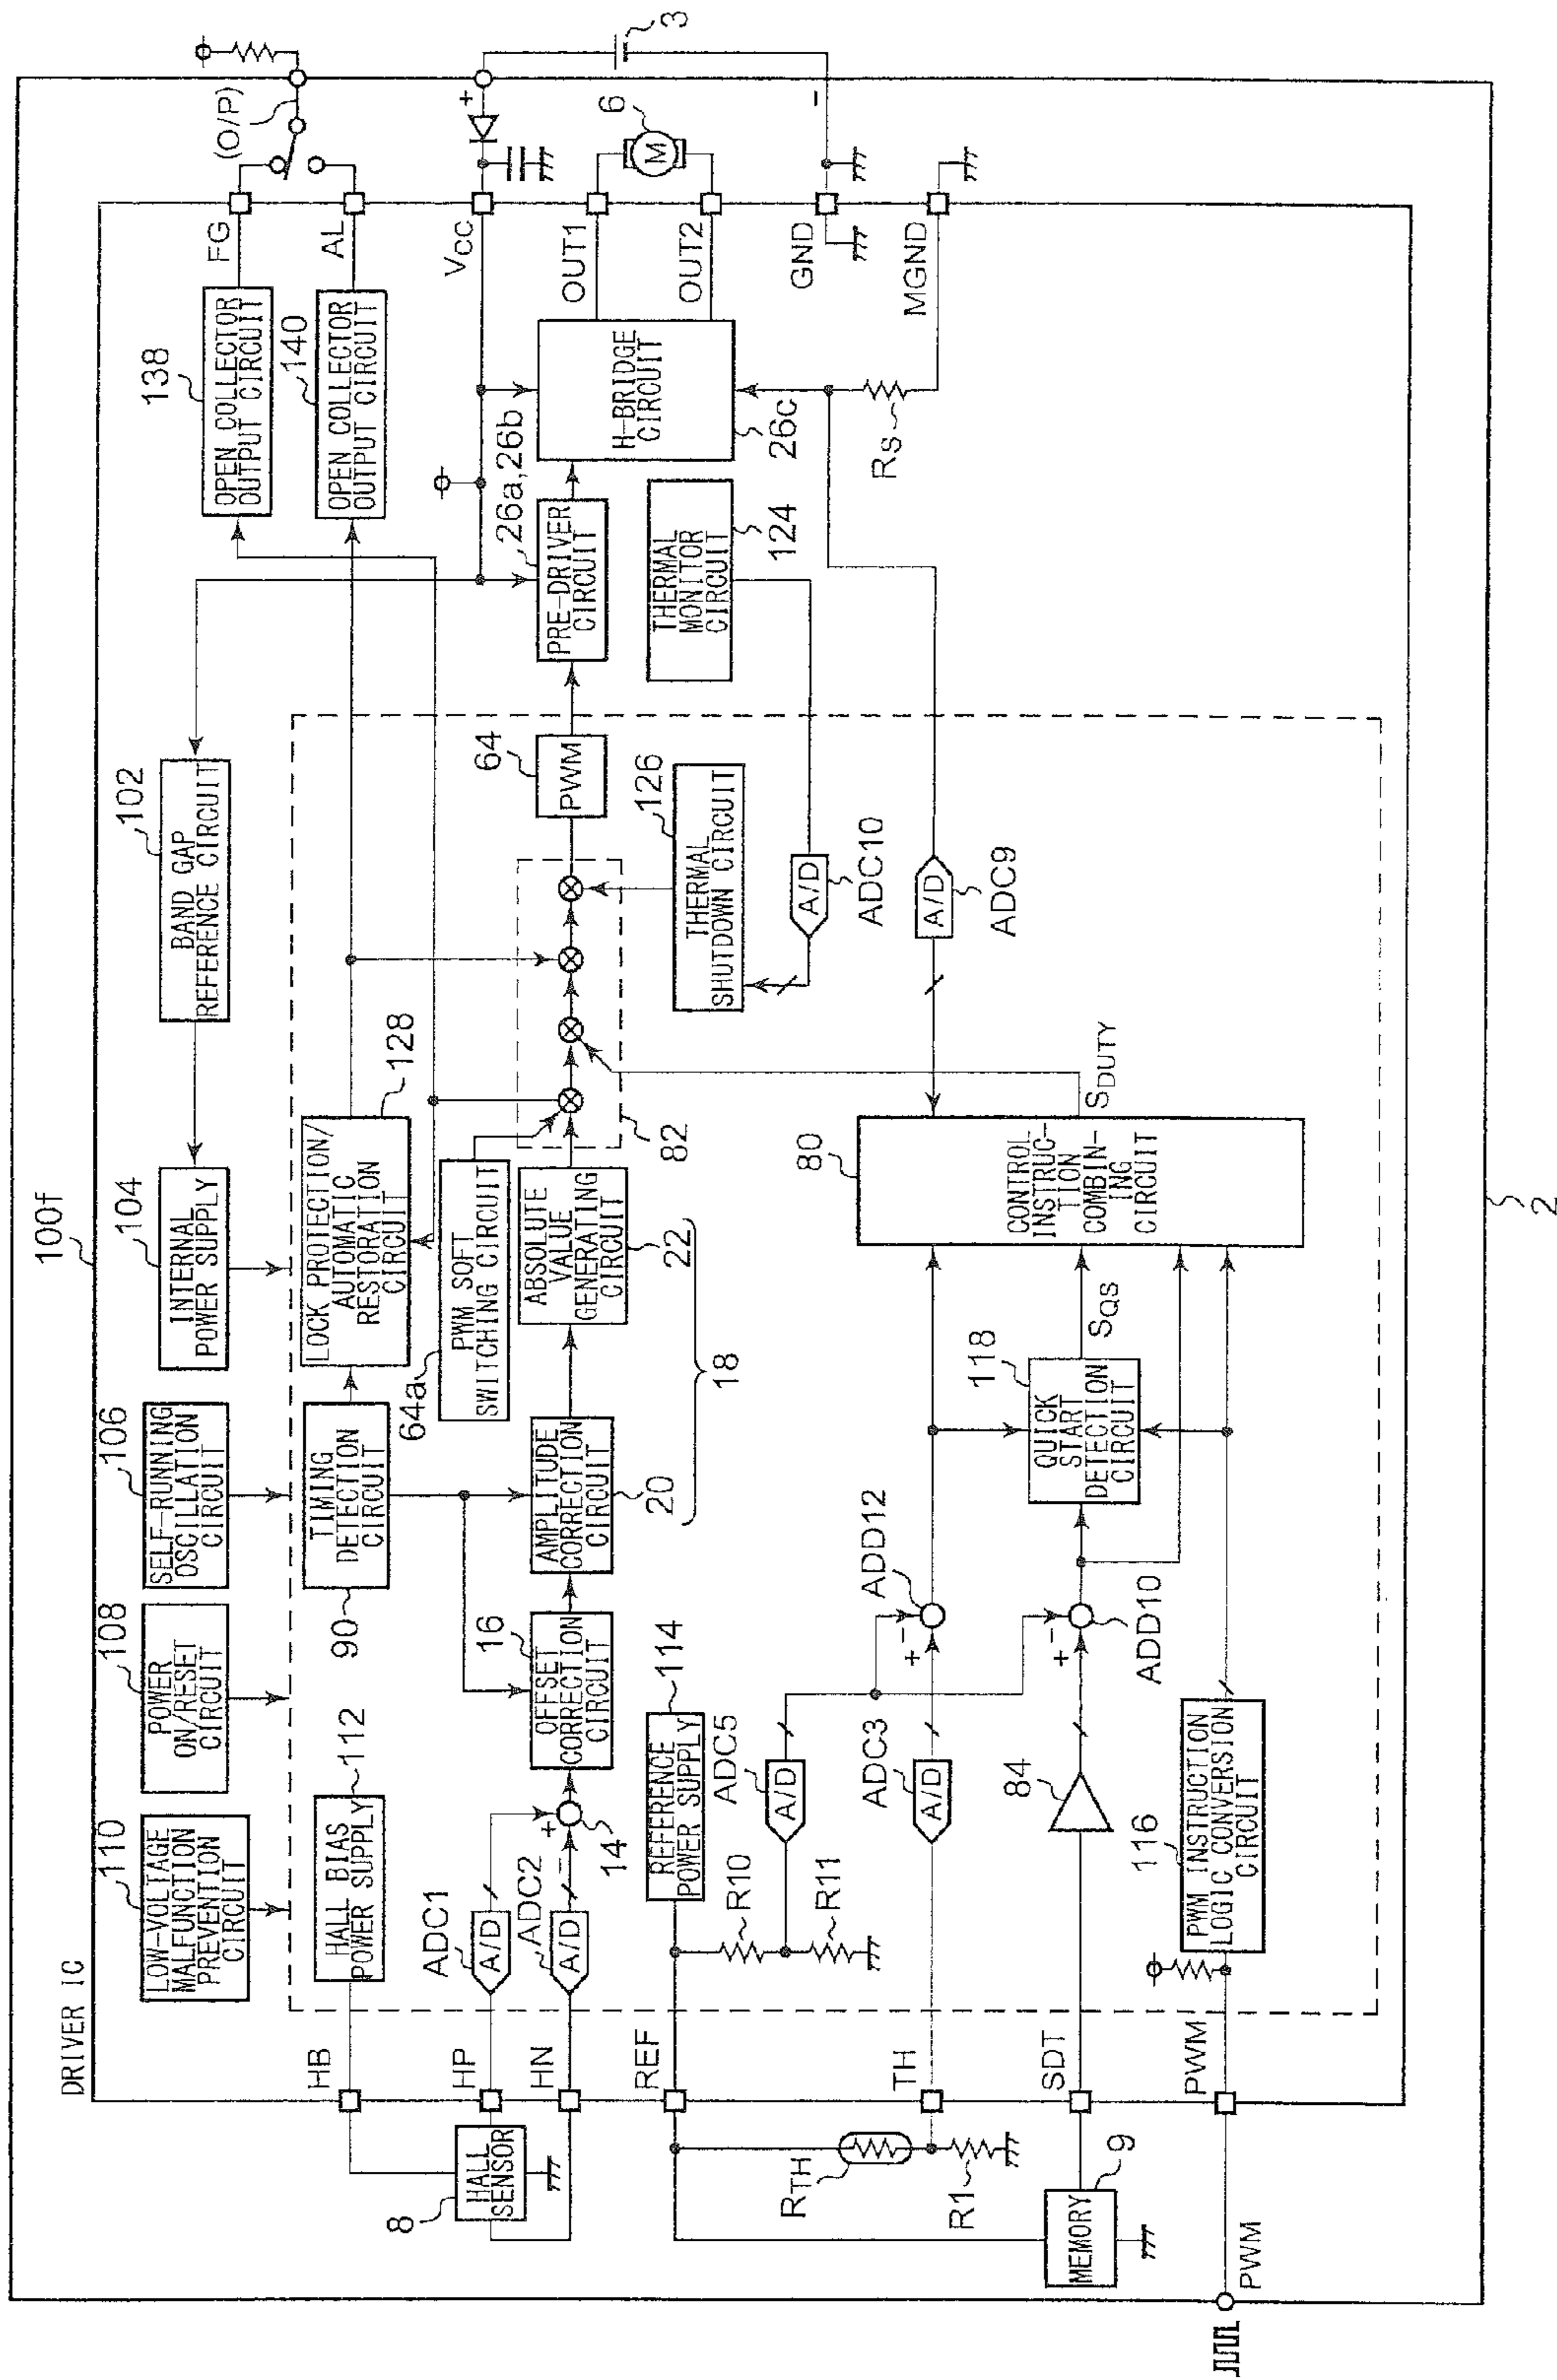 DRIVER IC
100f
110
LOW-VOLTAGE
MALFUNCTION
PREVENTION
CIRCUIT
108
POWER
ON/RESET
CIRCUIT
106
SELF-RUNNING
OSCILLATION
CIRCUIT
104
INTERNAL
POWER SUPPLY
102
BAND GAP
REFERENCE CIRCUIT
138
OPEN COLLECTOR
OUTPUT CIRCUIT
FG
(O/P)
140
OPEN COLLECTOR
OUTPUT CIRCUIT
AL
HB
112
HALL BIAS
POWER SUPPLY
90
TIMING
DETECTION
CIRCUIT
LOCK PROTECTION/
AUTOMATIC
RESTORATION
CIRCUIT
128
64a
PWM SOFT
SWITCHING CIRCUIT
8
HALL
SENSOR
HP
HN
ADC1
A/D
ADC2
A/D
+
-
14
16
OFFSET
CORRECTION
CIRCUIT
AMPLITUDE
CORRECTION
CIRCUIT
20
ABSOLUTE
VALUE
GENERATING
CIRCUIT
22
18
82
64
PWM
PRE-DRIVER
CIRCUIT
26a,26b
H-BRIDGE
CIRCUIT
26c
VCC
+
3
-
OUT1
OUT2
6
M
GND
MGND
RS
THERMAL
MONITOR
CIRCUIT
124
126
THERMAL
SHUTDOWN CIRCUIT
A/D
ADC10
A/D
ADC9
REF
REFERENCE
POWER SUPPLY
114
R10
R11
ADC5
A/D
TH
RTH
R1
ADC3
A/D
+
-
ADD12
SDT
MEMORY
9
84
+
-
ADD10
118
QUICK
START
DETECTION
CIRCUIT
SQS
80
CONTROL
INSTRUC-
TION
COMBIN-
ING
CIRCUIT
SDUTY
PWM
PWM
116
PWM INSTRUCTION
LOGIC CONVERSION
CIRCUIT
2